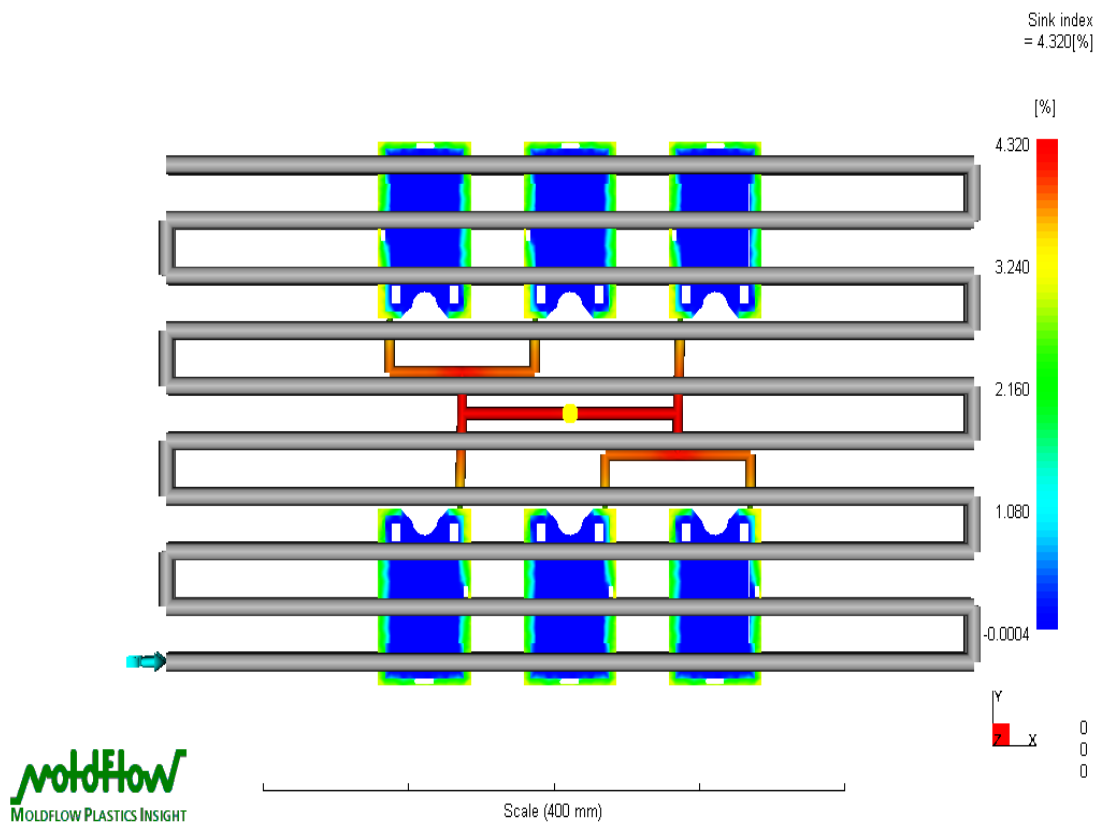 Sink index
= 4.320[%]
[%]
4.320
3.240
2.160
1.080
-0.0004
Y
Z X
0
0
0
moldflow
MOLDFLOW PLASTICS INSIGHT
Scale (400 mm)